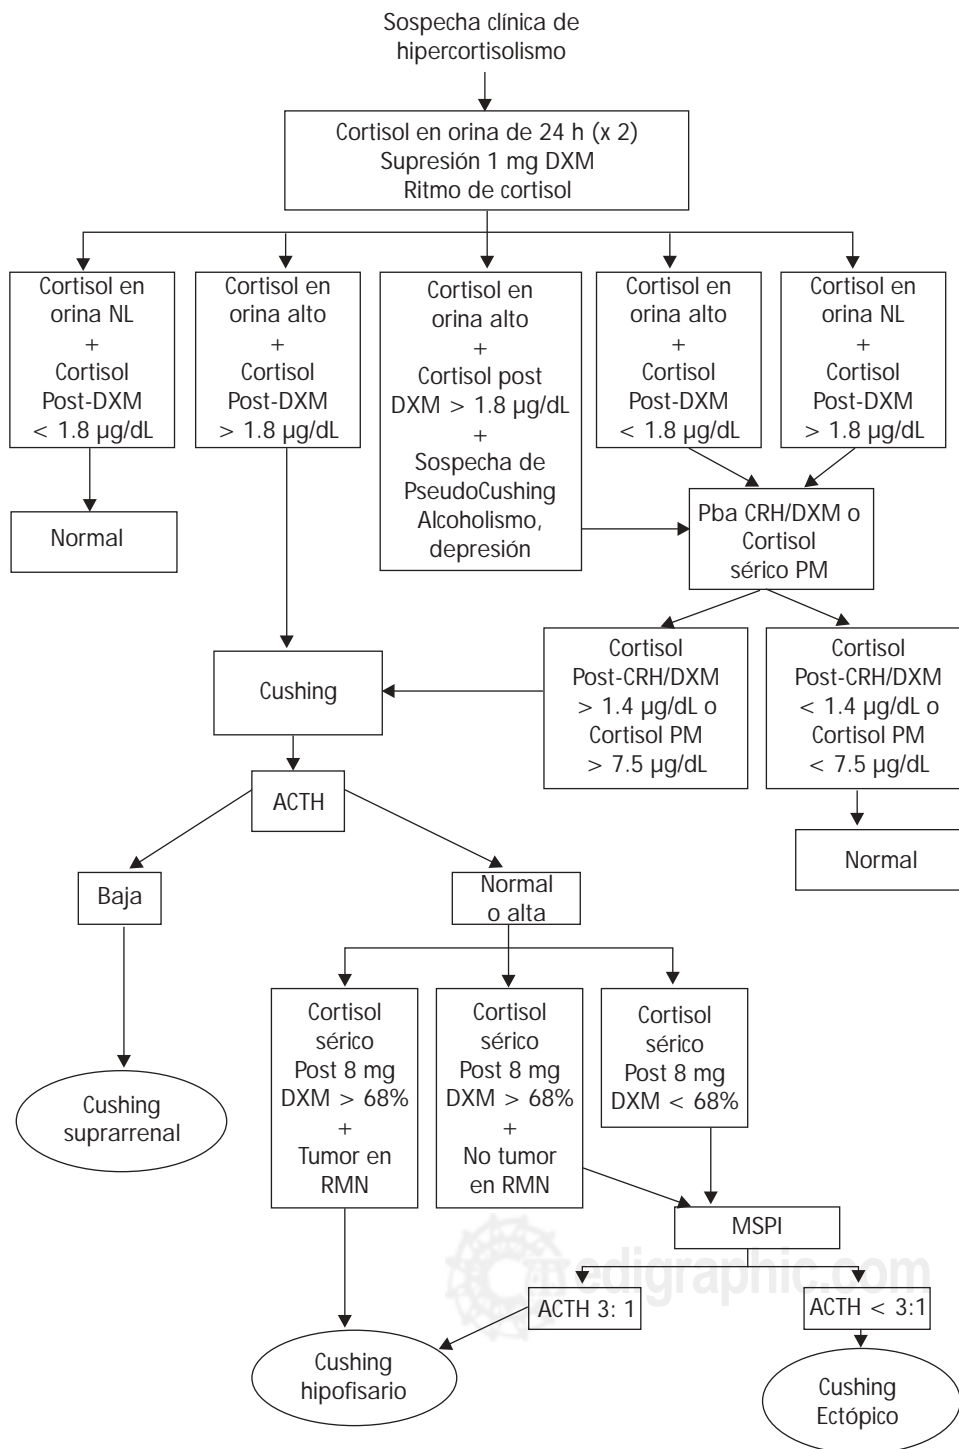 Sospecha clínica de
hipercortisolismo
Cortisol en orina de 24 h (x 2)
Supresión 1 mg DXM
Ritmo de cortisol
Cortisol en
orina NL
+
Cortisol
Post-DXM
< 1.8 µg/dL
Cortisol en
orina alto
+
Cortisol
Post-DXM
> 1.8 µg/dL
Cortisol en
orina alto
+
Cortisol post
DXM > 1.8 µg/dL
+
Sospecha de
PseudoCushing
Alcoholismo,
depresión
Cortisol en
orina alto
+
Cortisol
Post-DXM
< 1.8 µg/dL
Cortisol en
orina NL
+
Cortisol
Post-DXM
> 1.8 µg/dL
Normal
Pba CRH/DXM o
Cortisol
sérico PM
Cushing
Cortisol
Post-CRH/DXM
> 1.4 µg/dL o
Cortisol PM
> 7.5 µg/dL
Cortisol
Post-CRH/DXM
< 1.4 µg/dL o
Cortisol PM
< 7.5 µg/dL
ACTH
Normal
Baja
Normal
o alta
Cortisol
sérico
Post 8 mg
DXM > 68%
+
Tumor en
RMN
Cortisol
sérico
Post 8 mg
DXM > 68%
+
No tumor
en RMN
Cortisol
sérico
Post 8 mg
DXM < 68%
Cushing
suprarrenal
MSPI
edigraphic.com
ACTH 3: 1
ACTH < 3:1
Cushing
hipofisario
Cushing
Ectópico